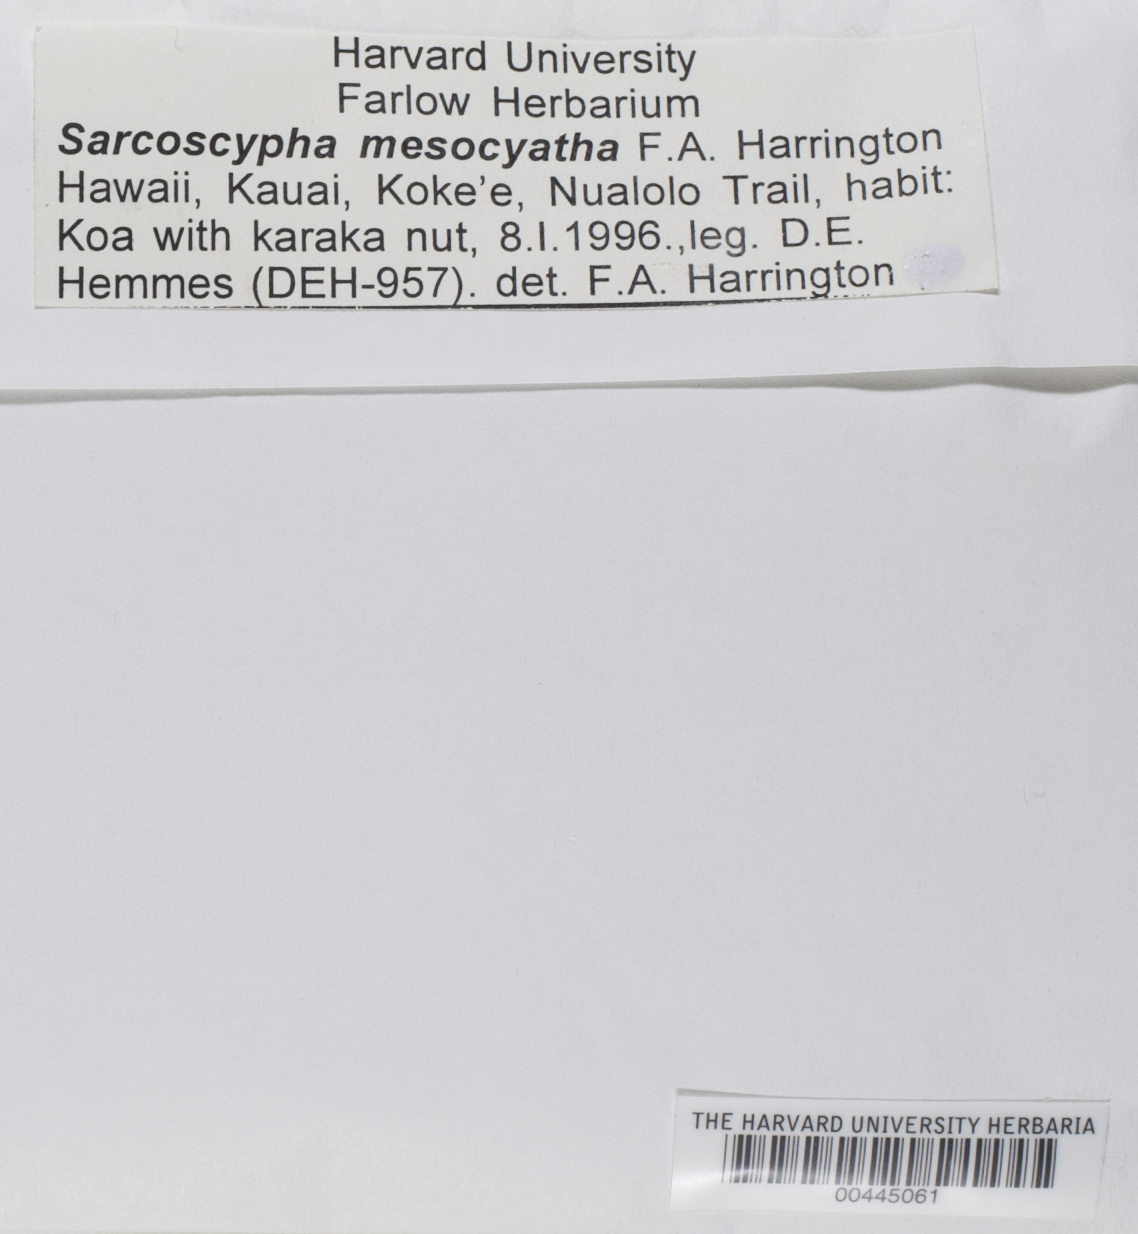 Harvard University
Farlow Herbarium
Sarcoscypha mesocyatha F.A. Harrington
Hawaii, Kauai, Koke'e, Nualolo Trail, habit:
Koa with karaka nut, 8.I.1996.,leg. D.E.
Hemmes (DEH-957). det. F.A. Harrington
THE HARVARD UNIVERSITY HERBARIA
00445061